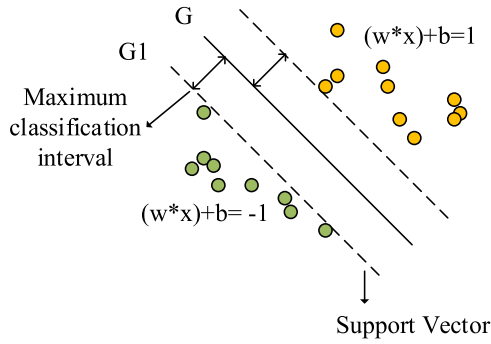 G
(w*x)+b=1
G1
Maximum
classification
interval
(w*x)+b= -1
Support Vector